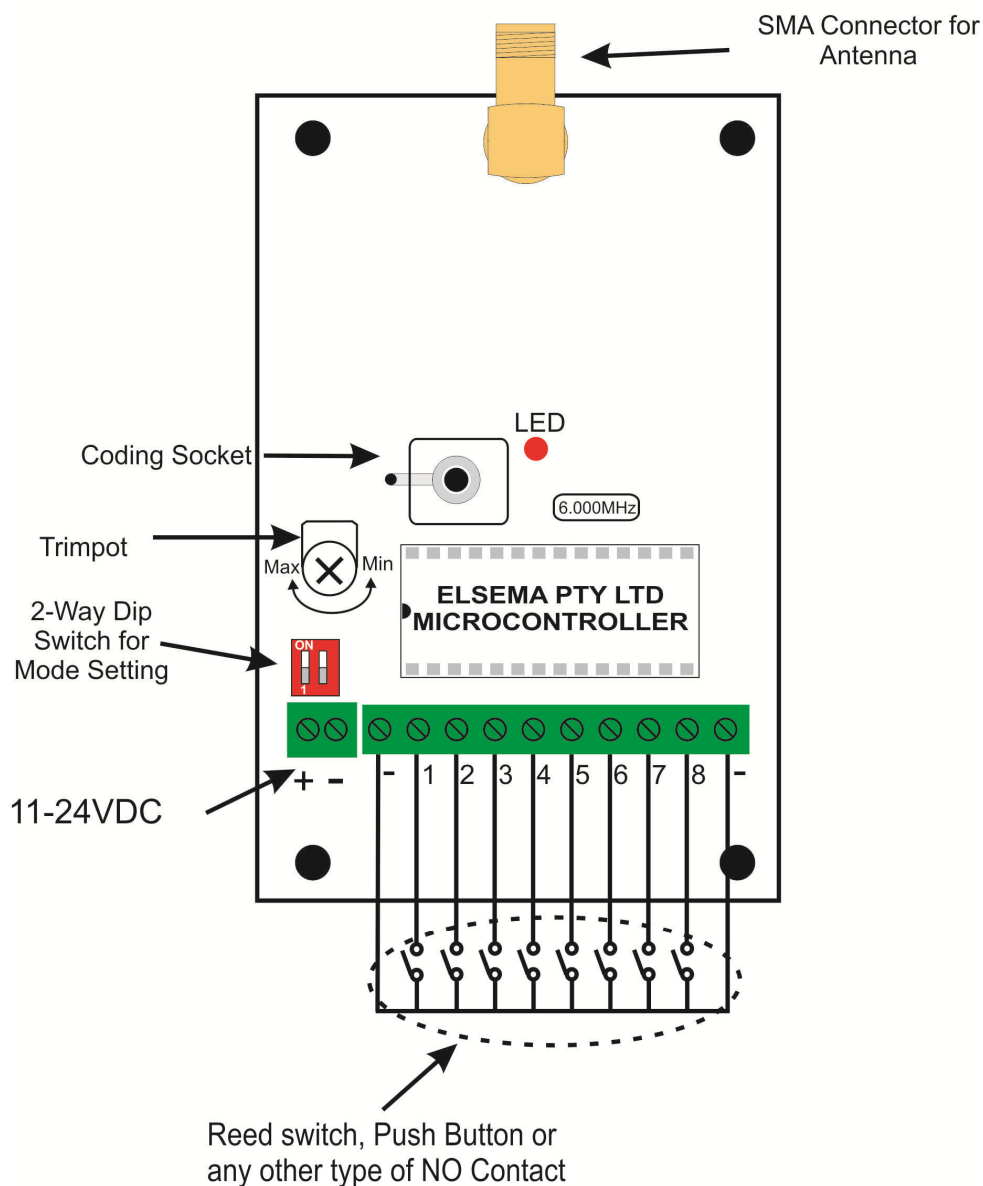 SMA Connector for
Antenna
LED
Coding Socket
6.000MHz
Trimpot
Max
Min
ELSEMA PTY LTD
MICROCONTROLLER
2-Way Dip
Switch for
Mode Setting
ON
1
+ -
- 1 2 3 4 5 6 7 8 -
11-24VDC
Reed switch, Push Button or
any other type of NO Contact